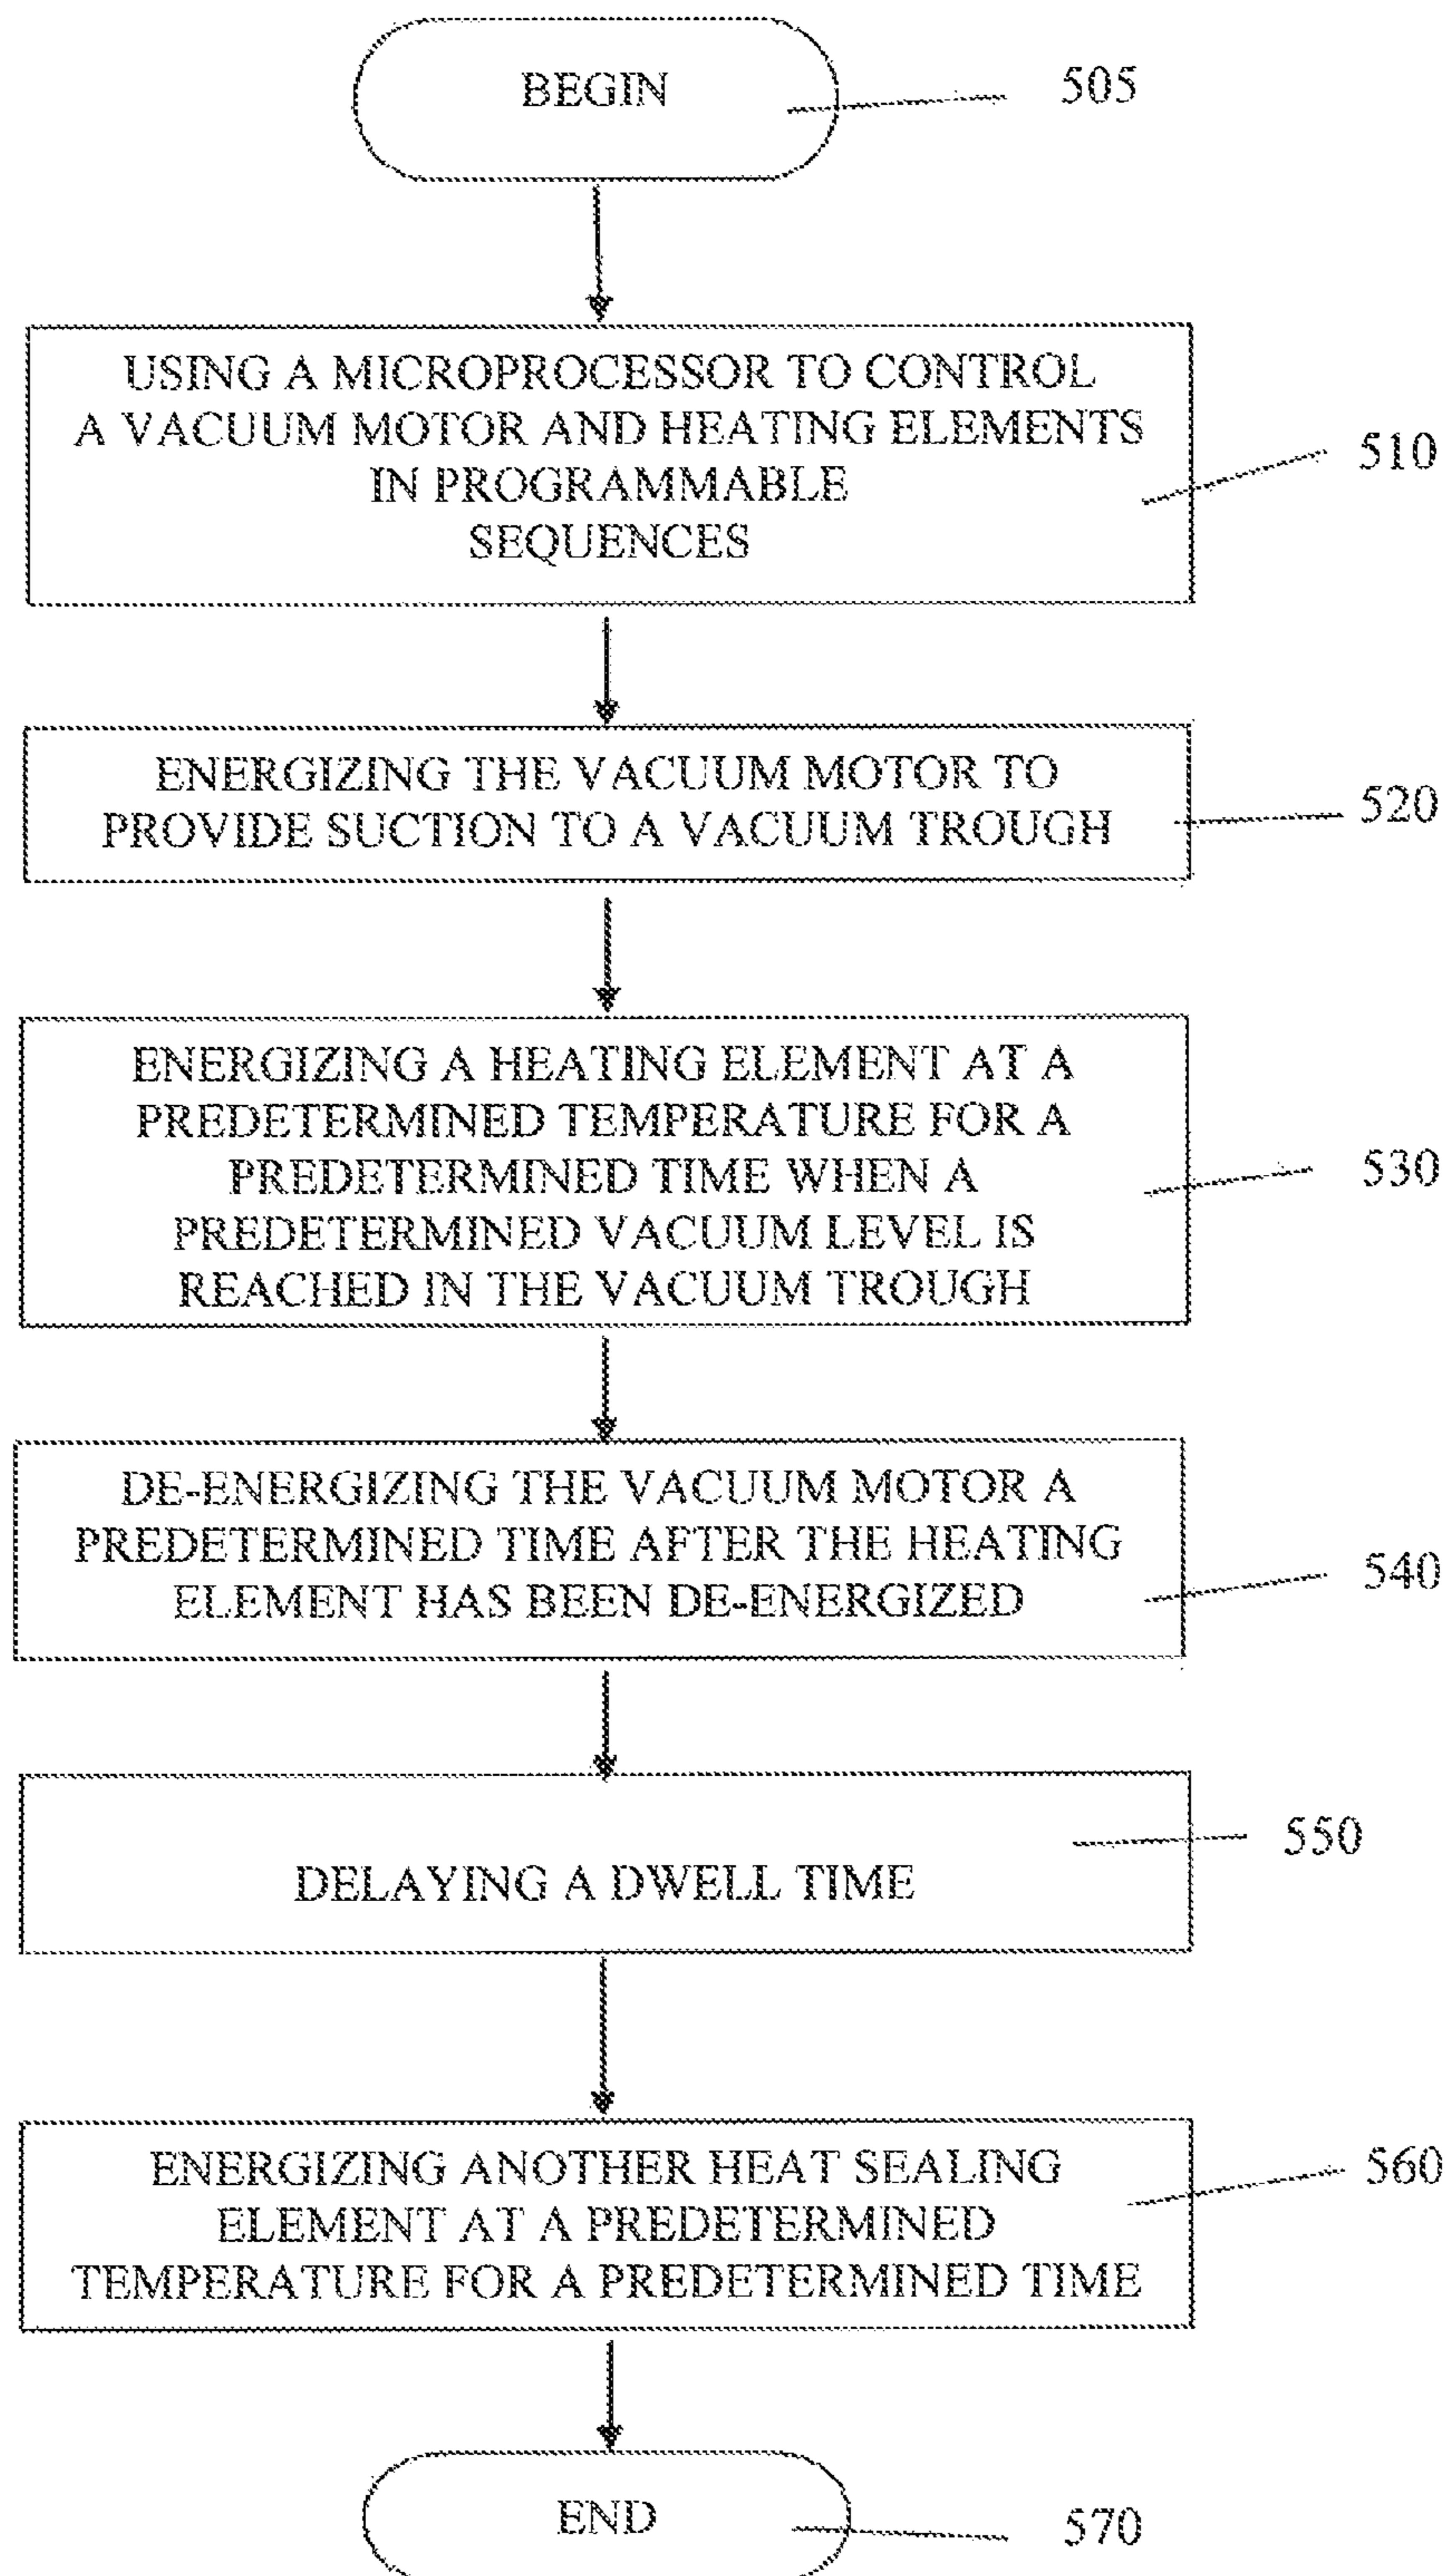 BEGIN
505
USING A MICROPROCESSOR TO CONTROL
A VACUUM MOTOR AND HEATING ELEMENTS
IN PROGRAMMABLE
SEQUENCES
510
ENERGIZING THE VACUUM MOTOR TO
PROVIDE SUCTION TO A VACUUM TROUGH
520
ENERGIZING A HEATING ELEMENT AT A
PREDETERMINED TEMPERATURE FOR A
PREDETERMINED TIME WHEN A
PREDETERMINED VACUUM LEVEL IS
REACHED IN THE VACUUM TROUGH
530
DE-ENERGIZING THE VACUUM MOTOR A
PREDETERMINED TIME AFTER THE HEATING
ELEMENT HAS BEEN DE-ENERGIZED
540
DELAYING A DWELL TIME
550
ENERGIZING ANOTHER HEAT SEALING
ELEMENT AT A PREDETERMINED
TEMPERATURE FOR A PREDETERMINED TIME
560
END
570